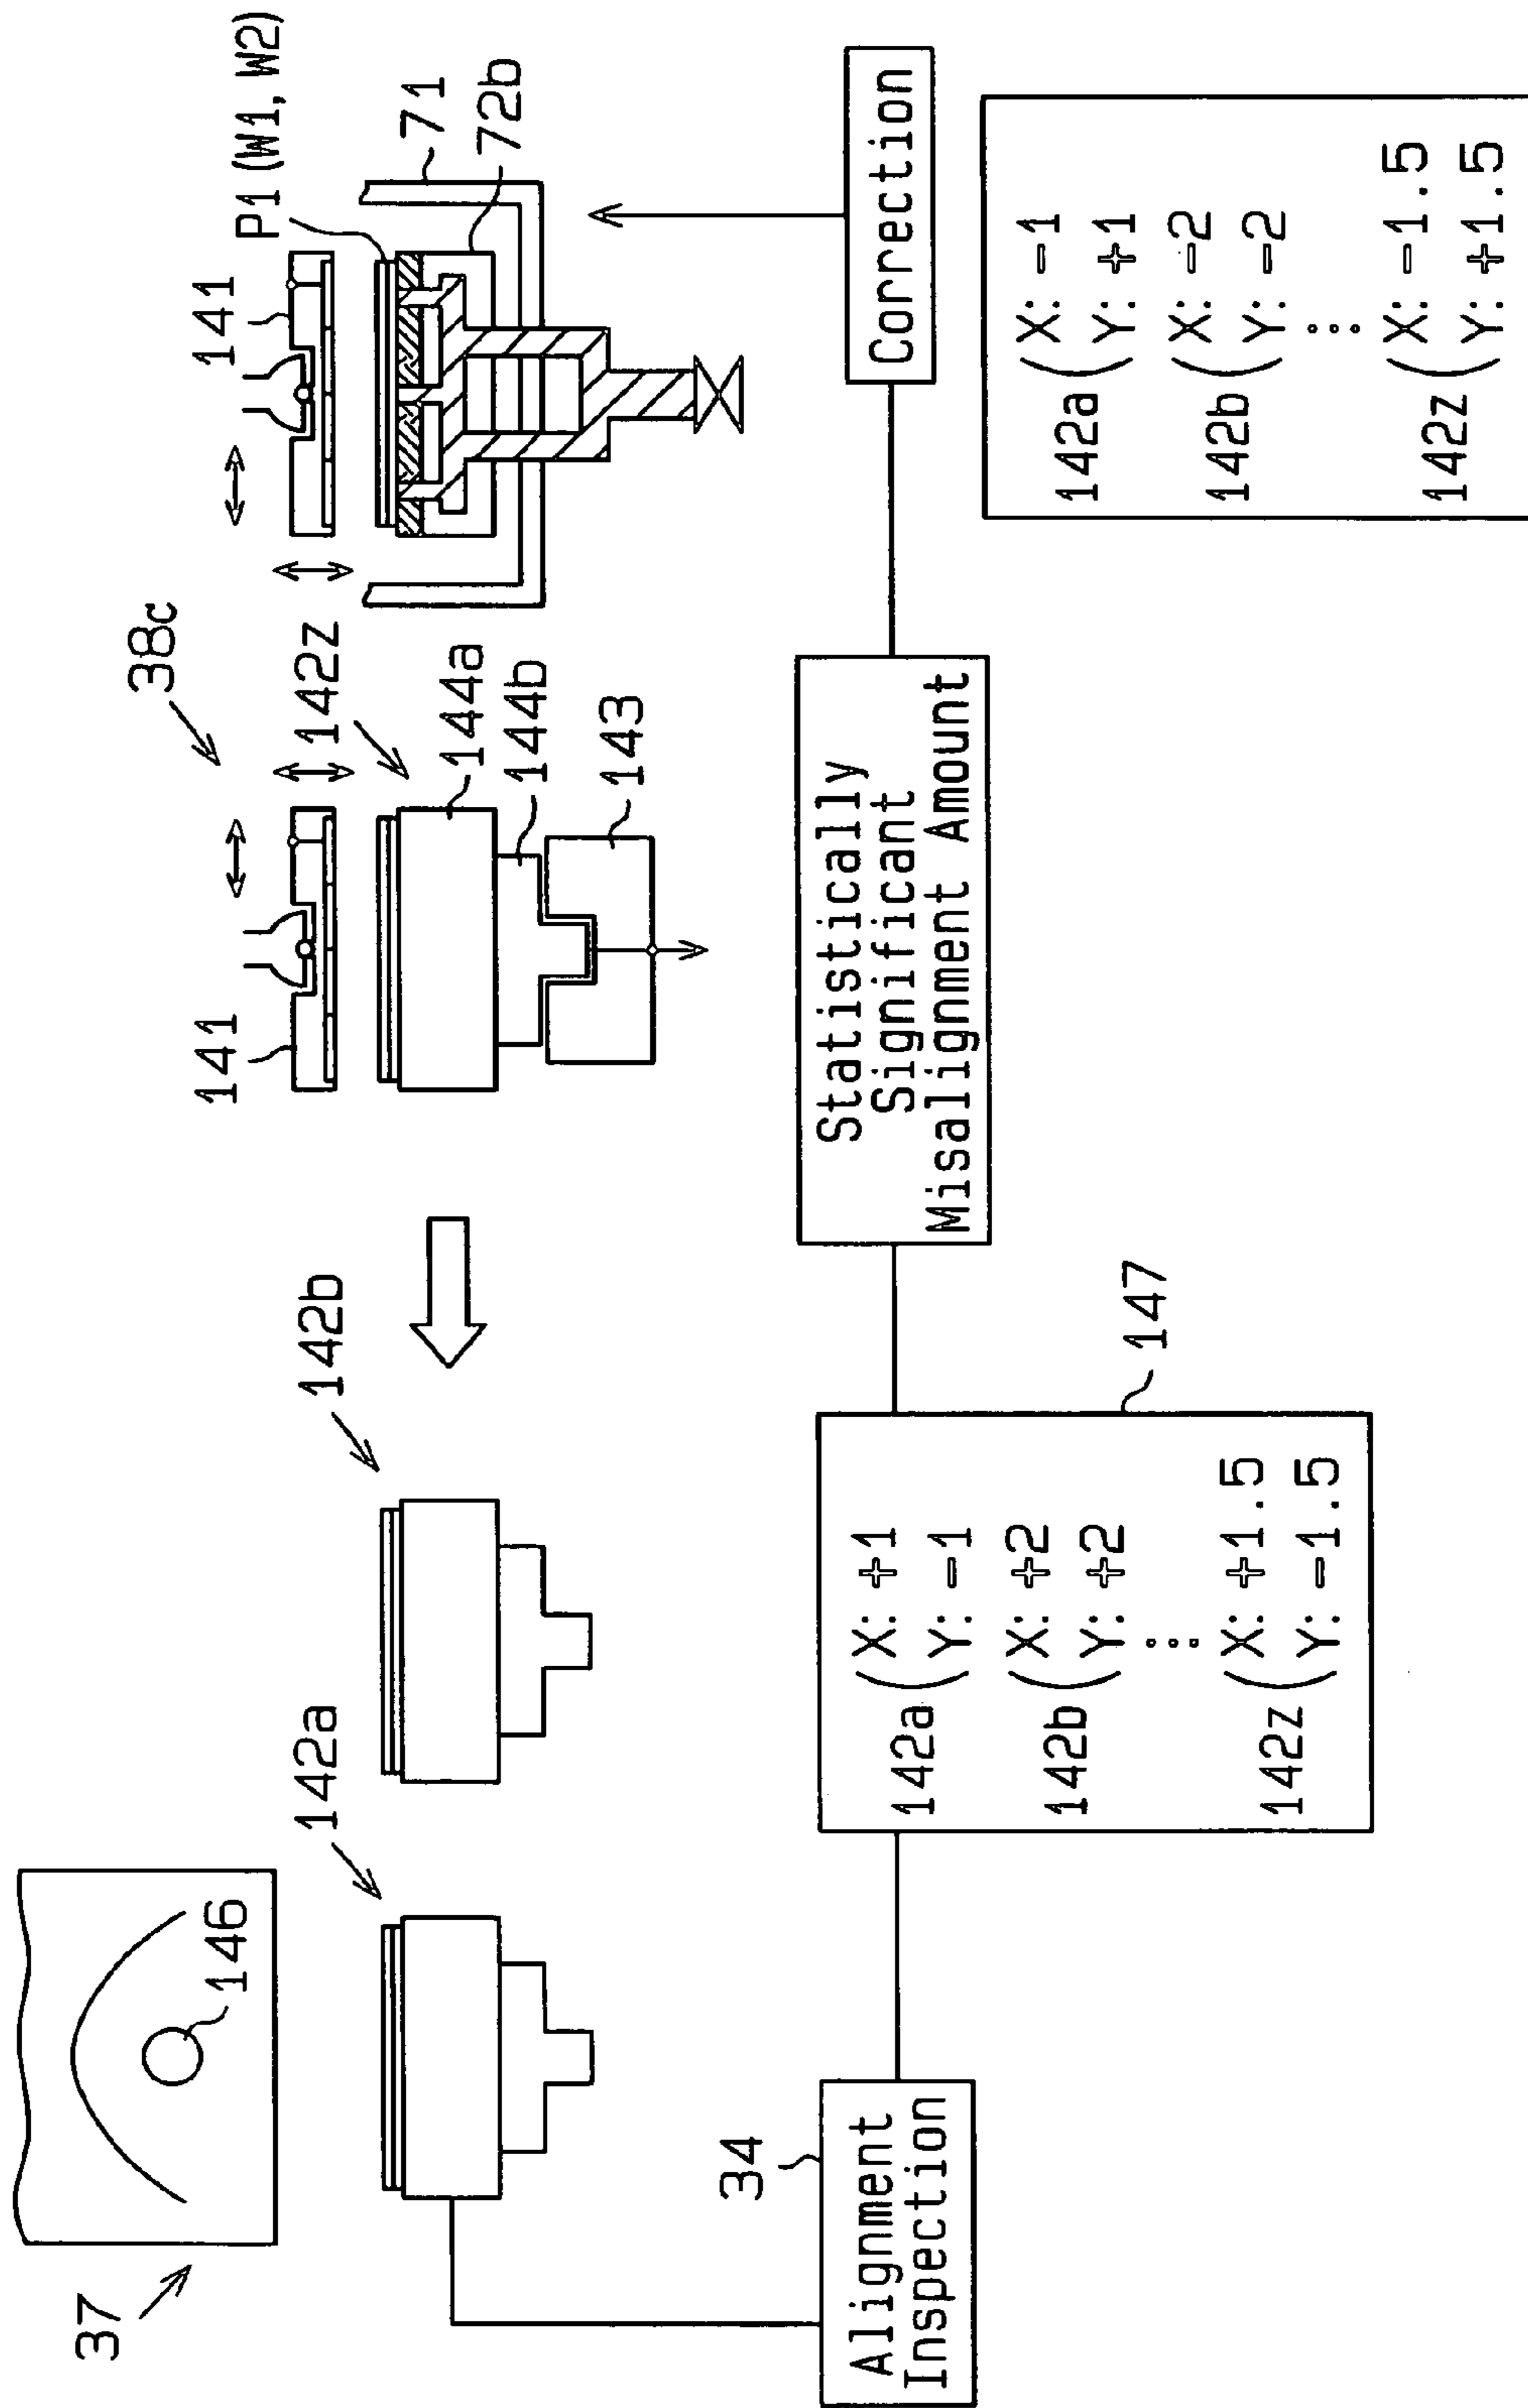 37
146
142a
142b
38c
141
142z
144a
144b
143
141
P1 (W1, W2)
71
72b
34
Alignment
Inspection
147
142a (X: +1
Y: -1
142b (X: +2
Y: +2
142z (X: +1.5
Y: -1.5
Statistically
Significant
Misalignment Amount
Correction
142a (X: -1
Y: +1
142b (X: -2
Y: -2
142z (X: -1.5
Y: +1.5